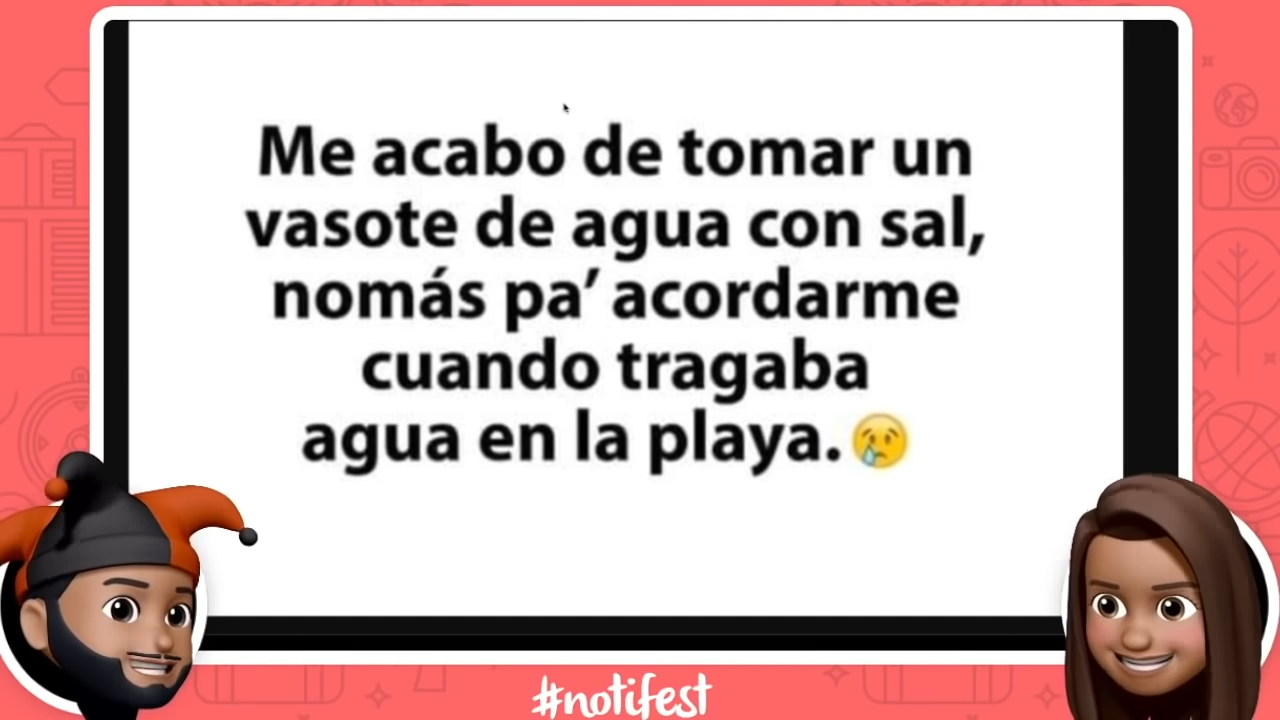 Me acabo de tomar un
vasote de agua con sal,
nomás pa’ acordarme
cuando tragaba
agua en la playa.😢
#notifest